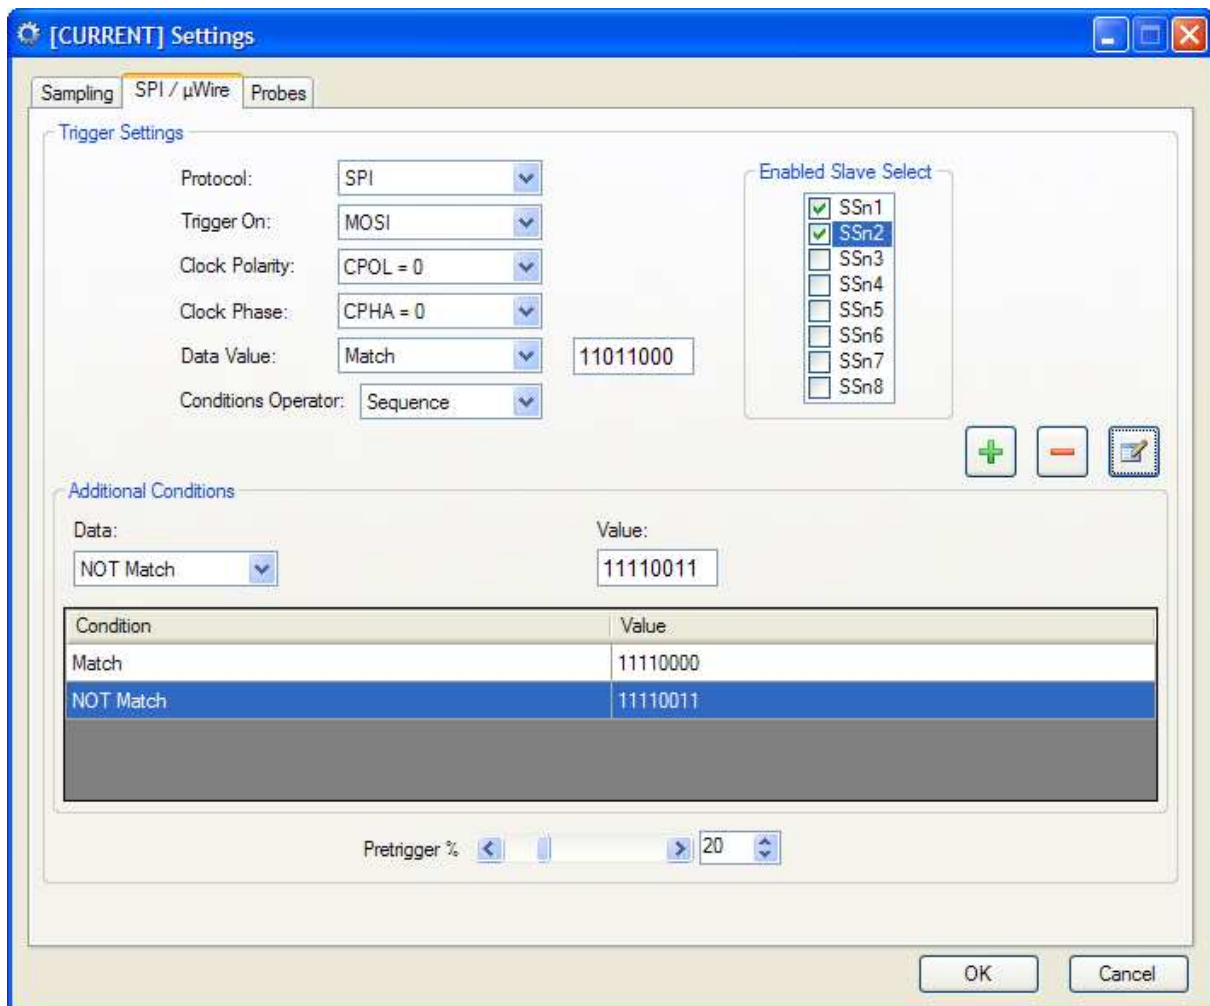 [CURRENT] Settings
Sampling SPI / µWire Probes
Trigger Settings
Protocol: SPI
Trigger On: MOSI
Clock Polarity: CPOL = 0
Clock Phase: CPHA = 0
Data Value: Match 11011000
Conditions Operator: Sequence
Enabled Slave Select
SSn1
SSn2
SSn3
SSn4
SSn5
SSn6
SSn7
SSn8
Additional Conditions
Data: Value:
NOT Match 11110011
Condition Value
Match 11110000
NOT Match 11110011
Pretrigger % 20
OK Cancel